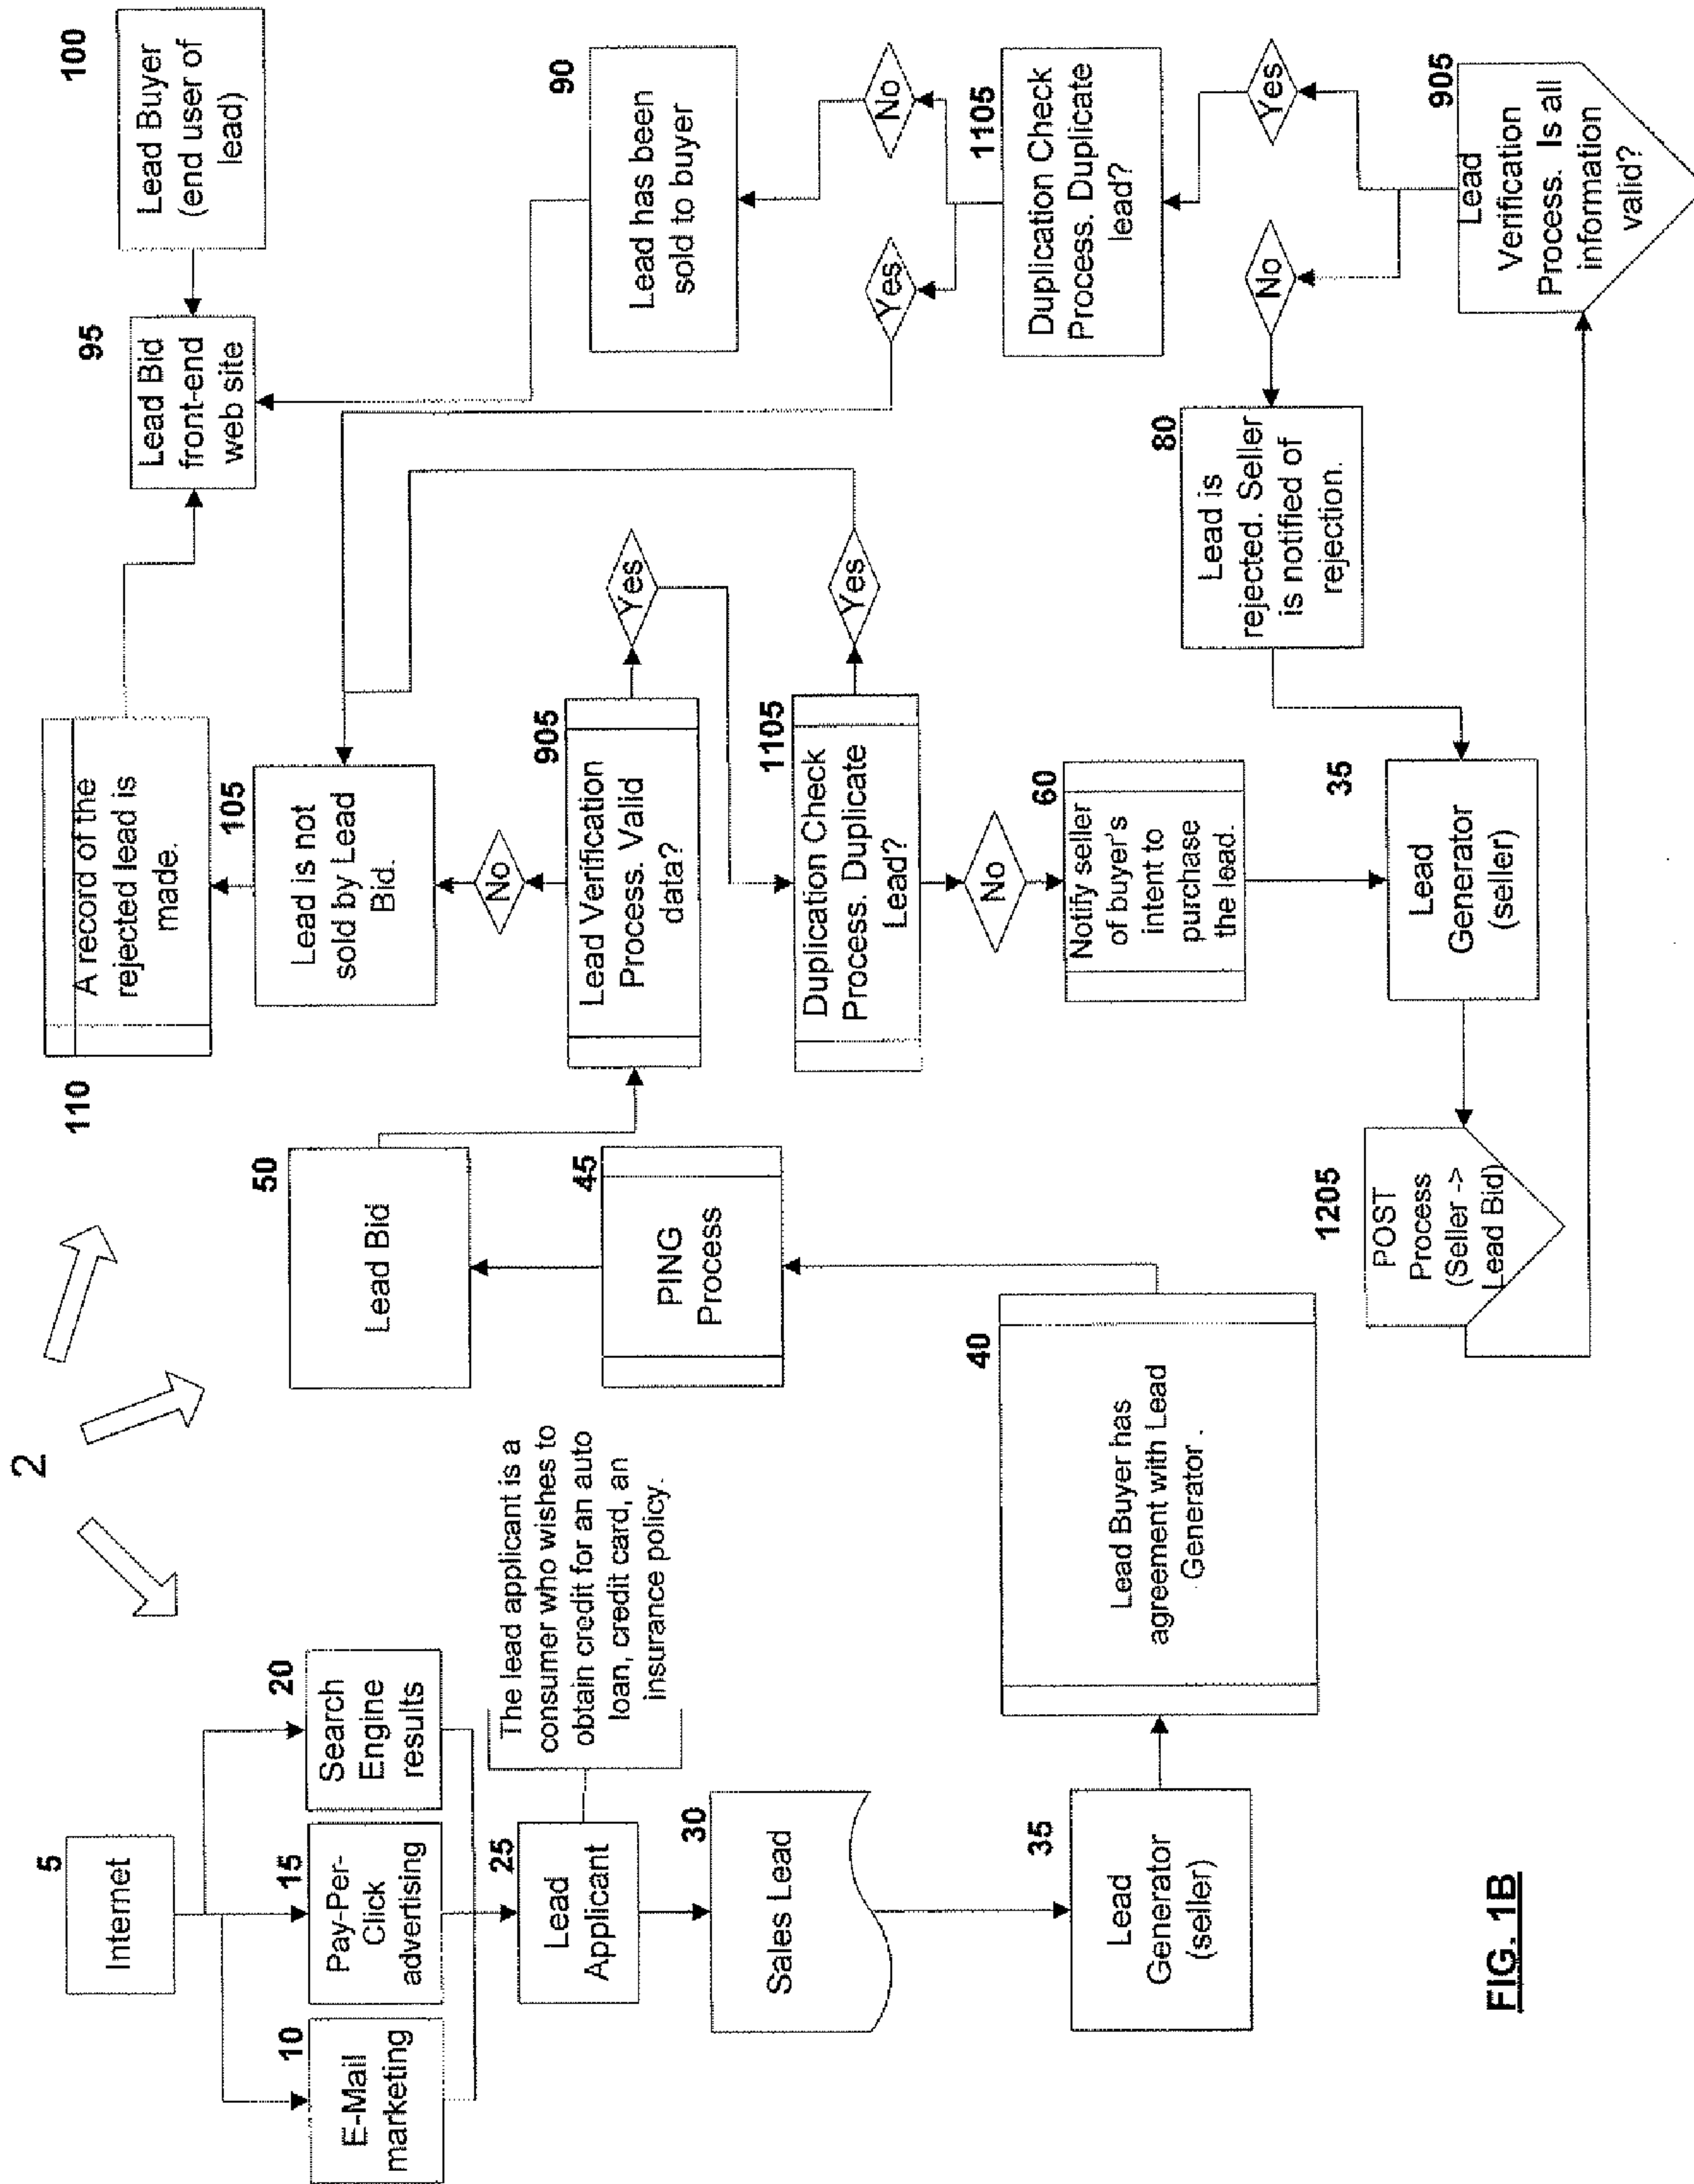 2
5
Internet
10
E-Mail
marketing
15
Pay-Per-
Click
advertising
20
Search
Engine
results
25
Lead
Applicant
The lead applicant is a
consumer who wishes to
obtain credit for an auto
loan, credit card, an
insurance policy.
30
Sales Lead
35
Lead
Generator
(seller)
40
Lead Buyer has
agreement with Lead
Generator.
45
PING
Process
50
Lead Bid
110
A record of the
rejected lead is
made.
105
Lead is not
sold by Lead
Bid.
No
905
Lead Verification
Process. Valid
data?
Yes
1105
Duplication Check
Process. Duplicate
Lead?
Yes
No
60
Notify seller
of buyer's
intent to
purchase
the lead.
35
Lead
Generator
(seller)
1205
POST
Process
(Seller ->
Lead Bid)
95
Lead Bid
front-end
web site
100
Lead Buyer
(end user of
lead)
90
Lead has been
sold to buyer
Yes
No
1105
Duplication Check
Process. Duplicate
lead?
No
Yes
80
Lead is
rejected. Seller
is notified of
rejection.
905
Lead
Verification
Process. Is all
information
valid?
FIG. 1B